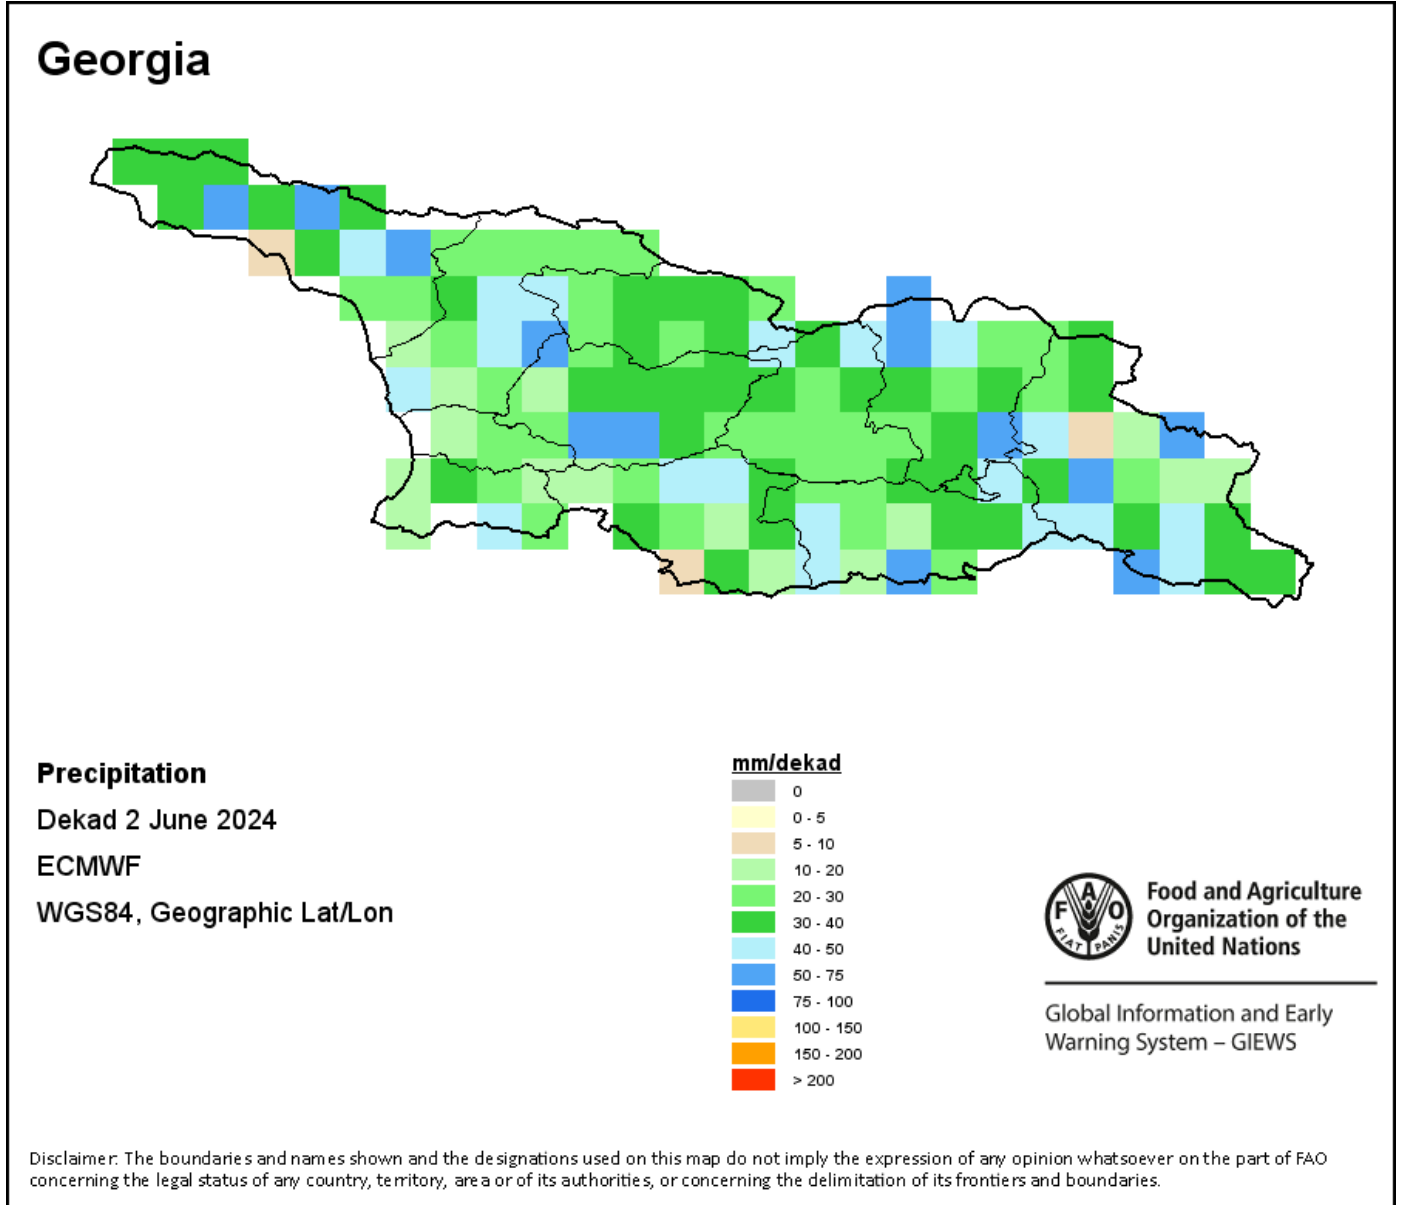 Georgia
Precipitation
Dekad 2 June 2024
ECMWF
WGS84, Geographic Lat/Lon
mm/dekad
0
0 - 5
5 - 10
10 - 20
20 - 30
30 - 40
40 - 50
50 - 75
75 - 100
100 - 150
150 - 200
> 200
F A O
FIAT PANIS
Food and Agriculture
Organization of the
United Nations
Global Information and Early
Warning System – GIEWS
Disclaimer: The boundaries and names shown and the designations used on this map do not imply the expression of any opinion whatsoever on the part of FAO
concerning the legal status of any country, territory, area or of its authorities, or concerning the delimitation of its frontiers and boundaries.